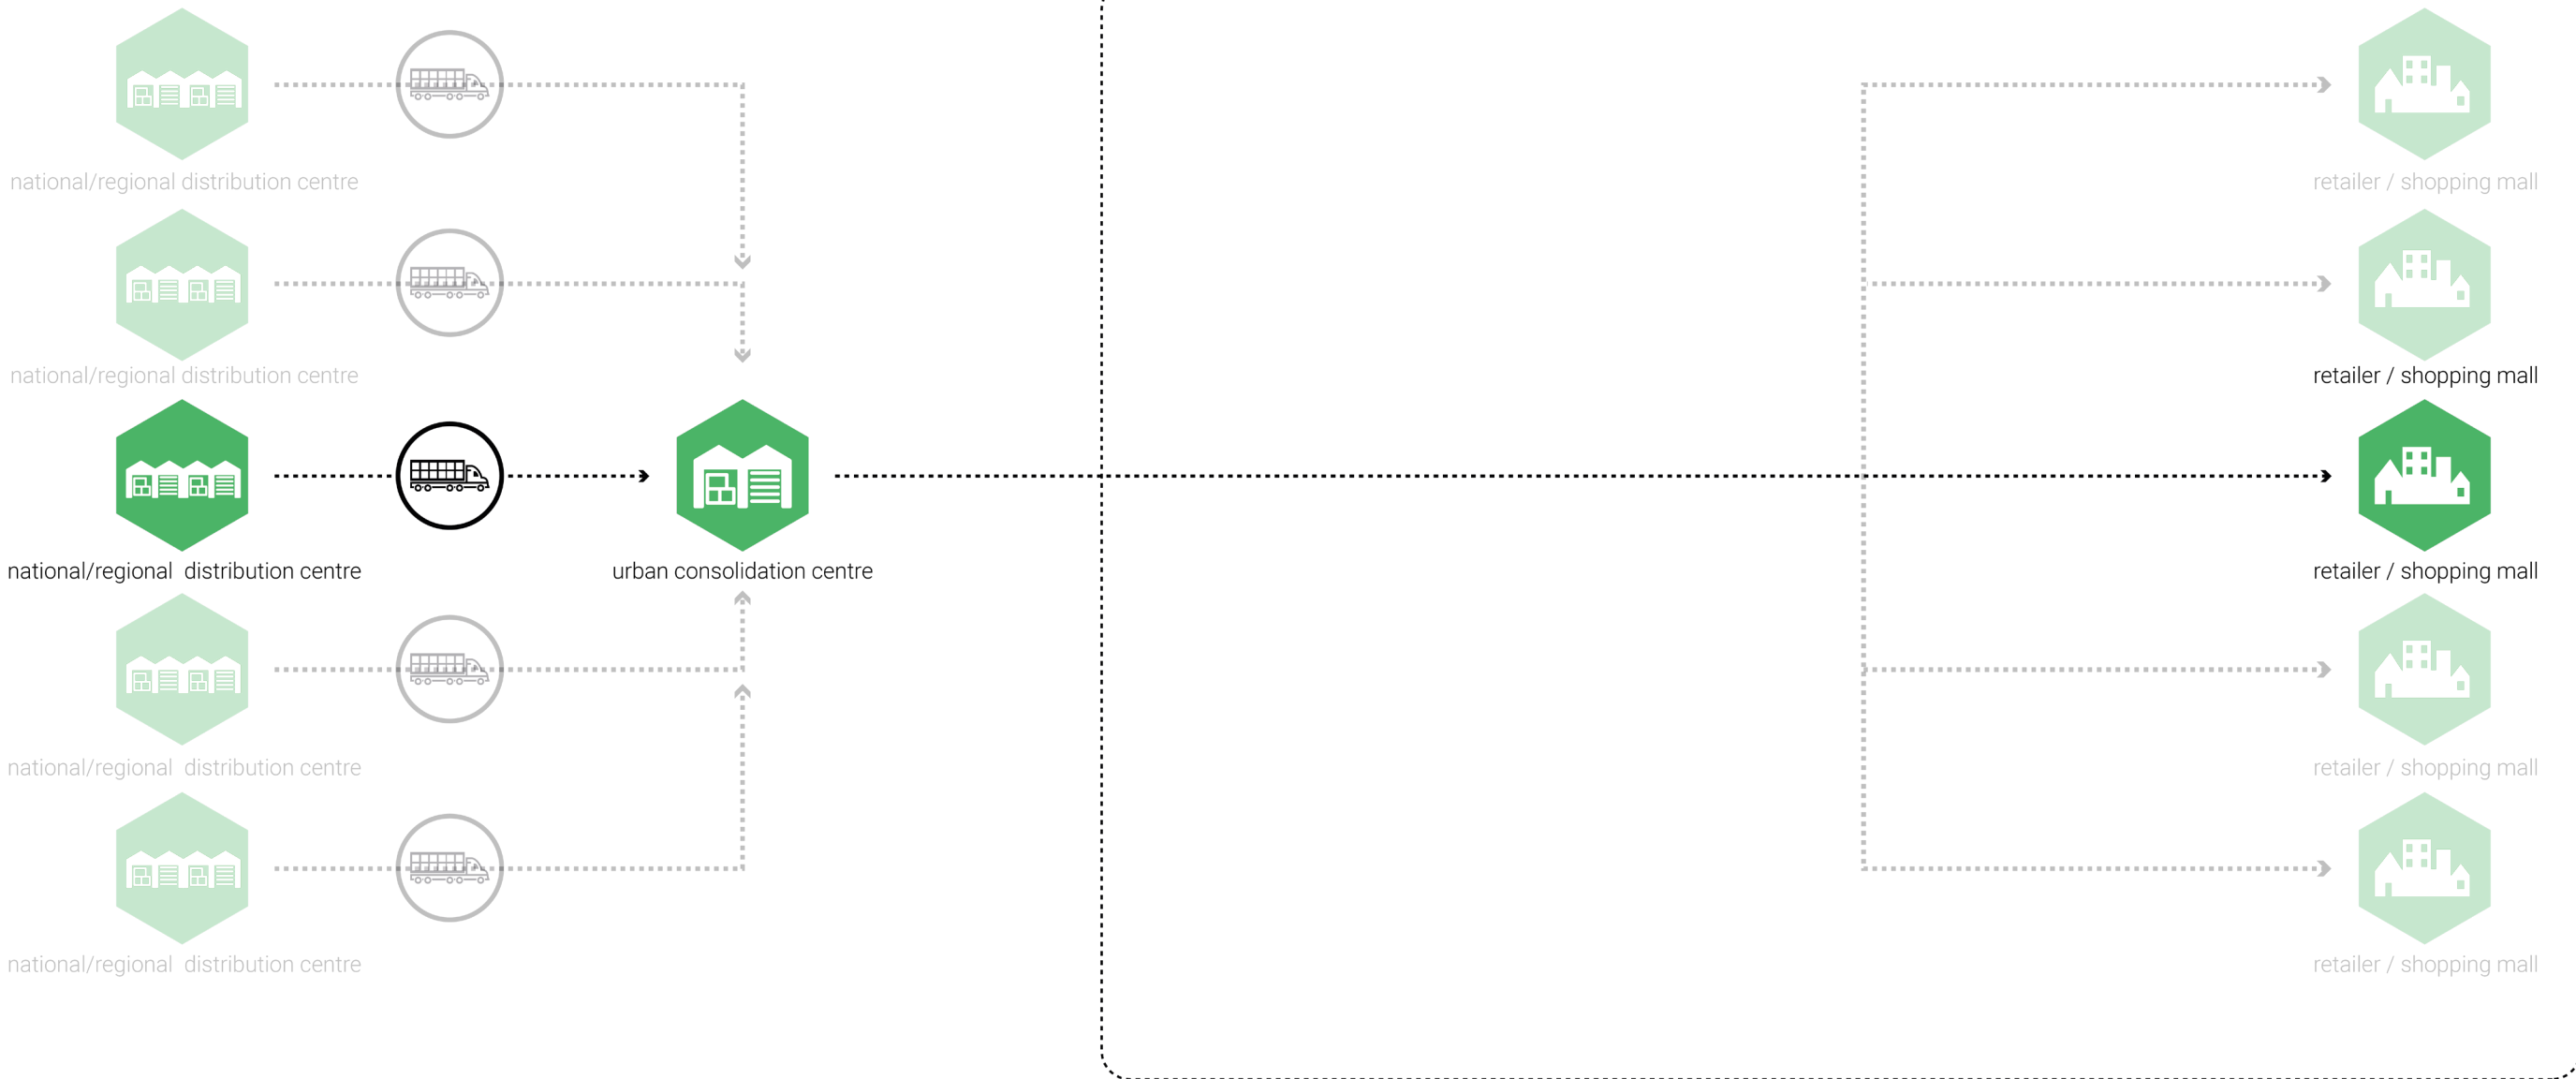 national/regional distribution centre
retailer / shopping mall
national/regional distribution centre
retailer / shopping mall
national/regional distribution centre
urban consolidation centre
retailer / shopping mall
national/regional distribution centre
retailer / shopping mall
national/regional distribution centre
retailer / shopping mall